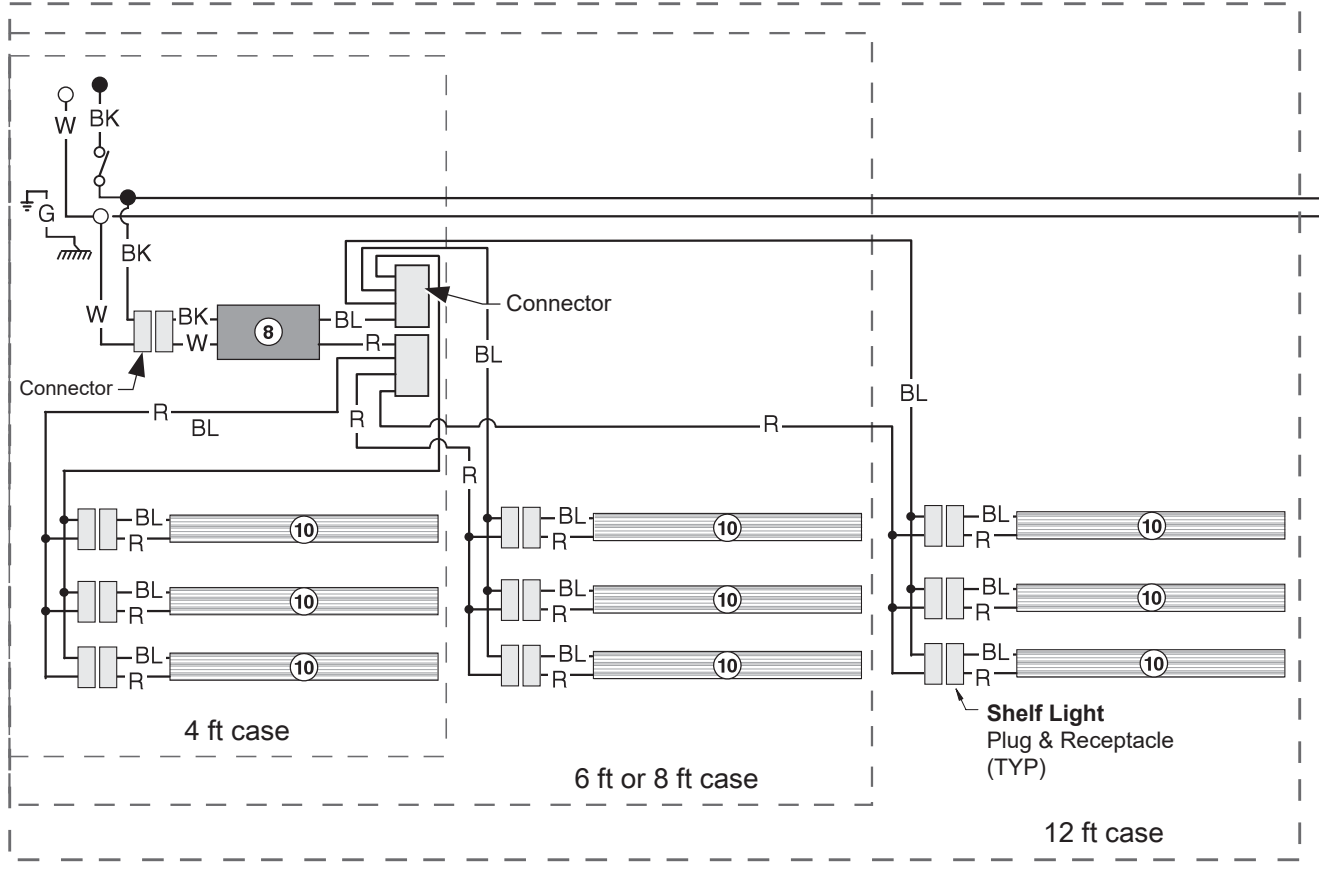 W
BK
G
BK
W
BK
W
8
BL
R
Connector
Connector
BL
BL
R
BL
R
R
R
BL
R
10
BL
R
10
BL
R
10
BL
R
10
BL
R
10
BL
R
10
BL
R
10
BL
R
10
BL
R
10
4 ft case
6 ft or 8 ft case
Shelf Light
Plug & Receptacle
(TYP)
12 ft case